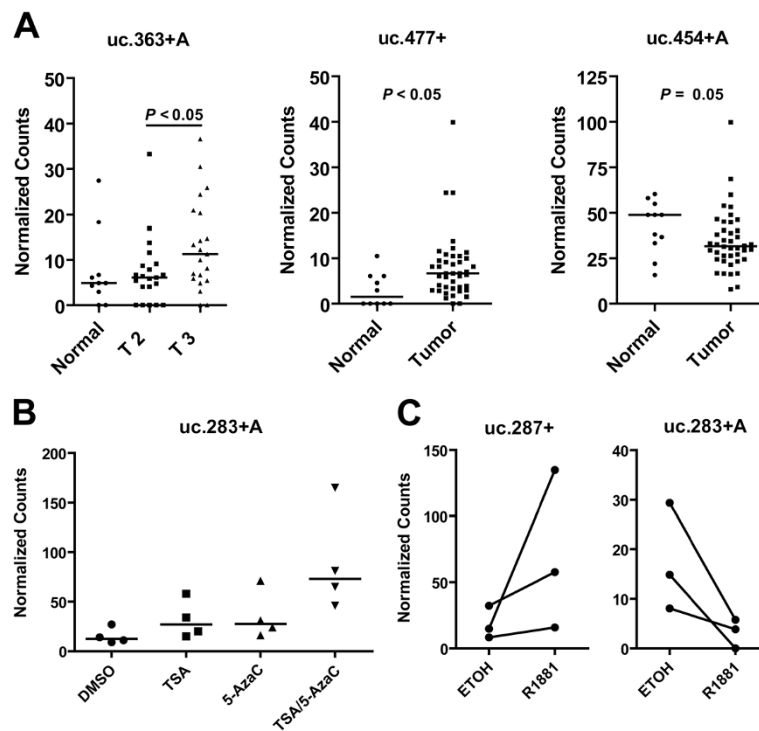 A
uc.363+A
uc.477+
uc.454+A
Normalized Counts
50
40
30
20
10
0
P < 0.05
Normal
T 2
T 3
Normalized Counts
50
40
30
20
10
0
P < 0.05
Normal
Tumor
Normalized Counts
125
100
75
50
25
0
P = 0.05
Normal
Tumor
B
uc.283+A
Normalized Counts
200
150
100
50
0
DMSO
TSA
5-AzaC
TSA/5-AzaC
C
uc.287+
Normalized Counts
150
100
50
0
ETOH
R1881
uc.283+A
40
30
20
10
0
ETOH
R1881